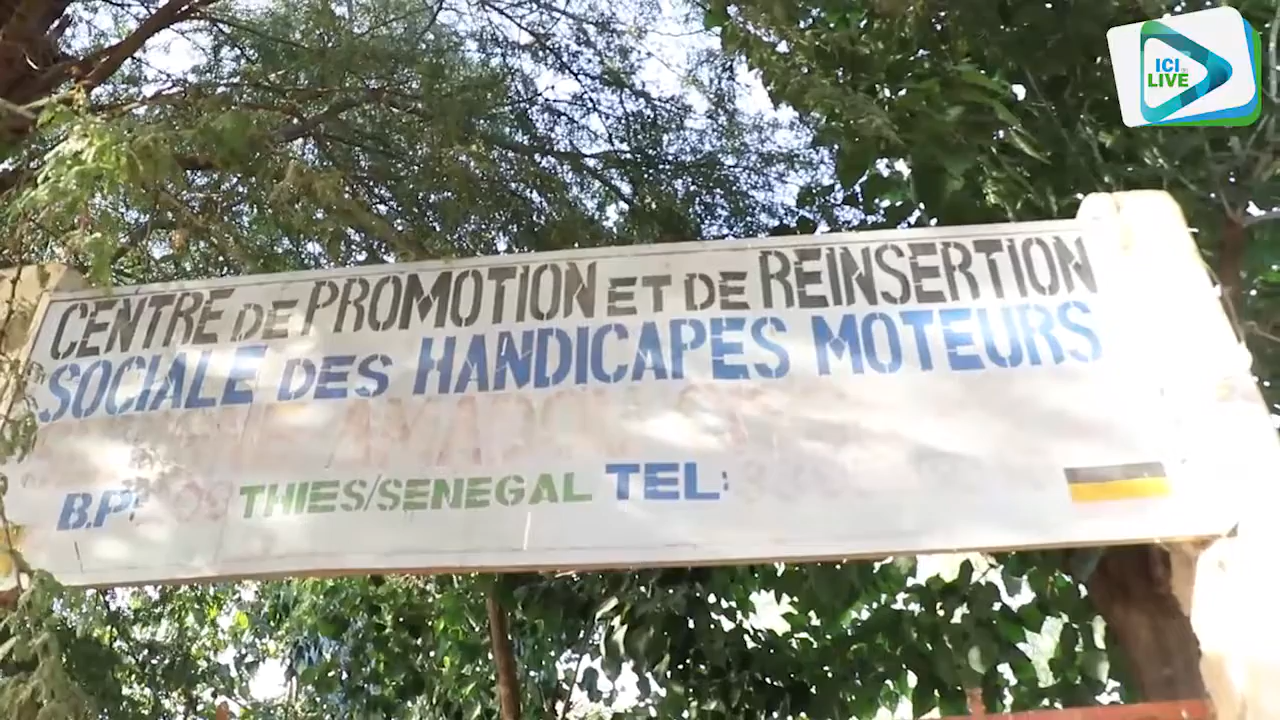 ICI
LIVE
CENTRE DE PROMOTION ET DE REINSERTION
SOCIALE DES HANDICAPES MOTEURS
B.P: THIES/SENEGAL TEL: